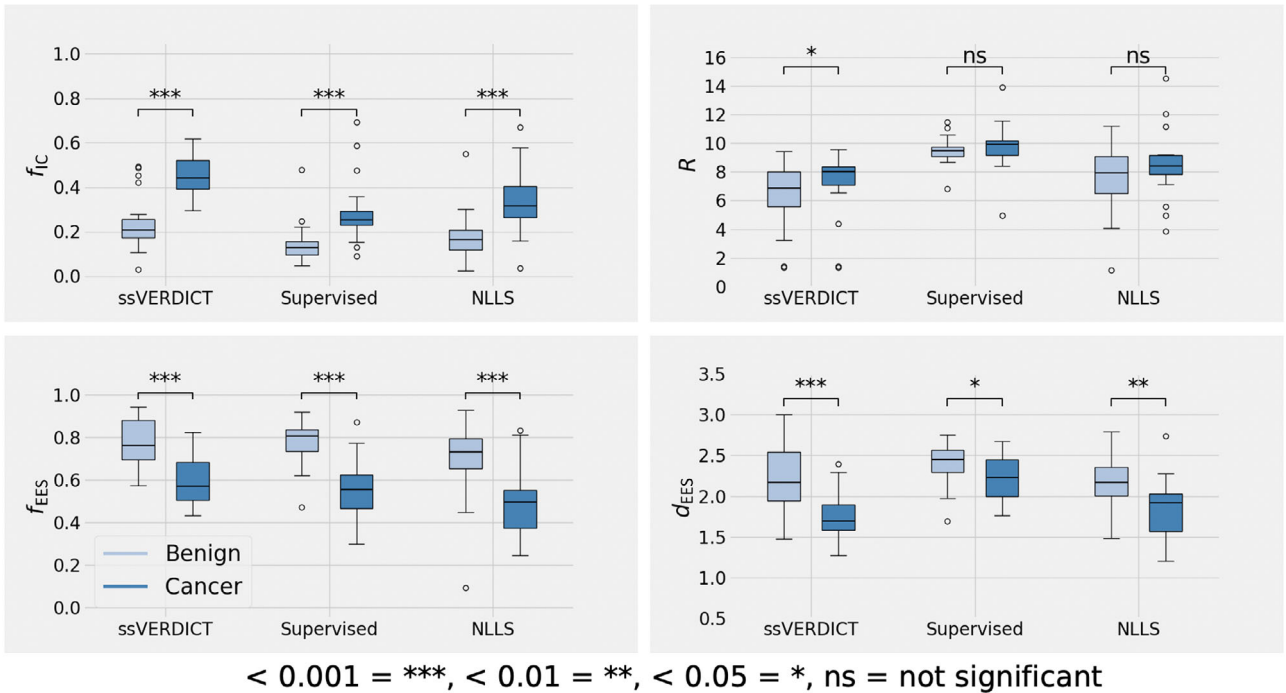 *** *** ***
1.0
0.8
0.6
0.4
0.2
0.0
fIC
ssVERDICT Supervised NLLS
* ns ns
16
14
12
10
8
6
4
2
0
R
ssVERDICT Supervised NLLS
*** *** ***
1.0
0.8
0.6
0.4
0.2
0.0
fEES
Benign
Cancer
ssVERDICT Supervised NLLS
*** * **
3.5
3.0
2.5
2.0
1.5
1.0
0.5
dEES
ssVERDICT Supervised NLLS
< 0.001 = ***, < 0.01 = **, < 0.05 = *, ns = not significant